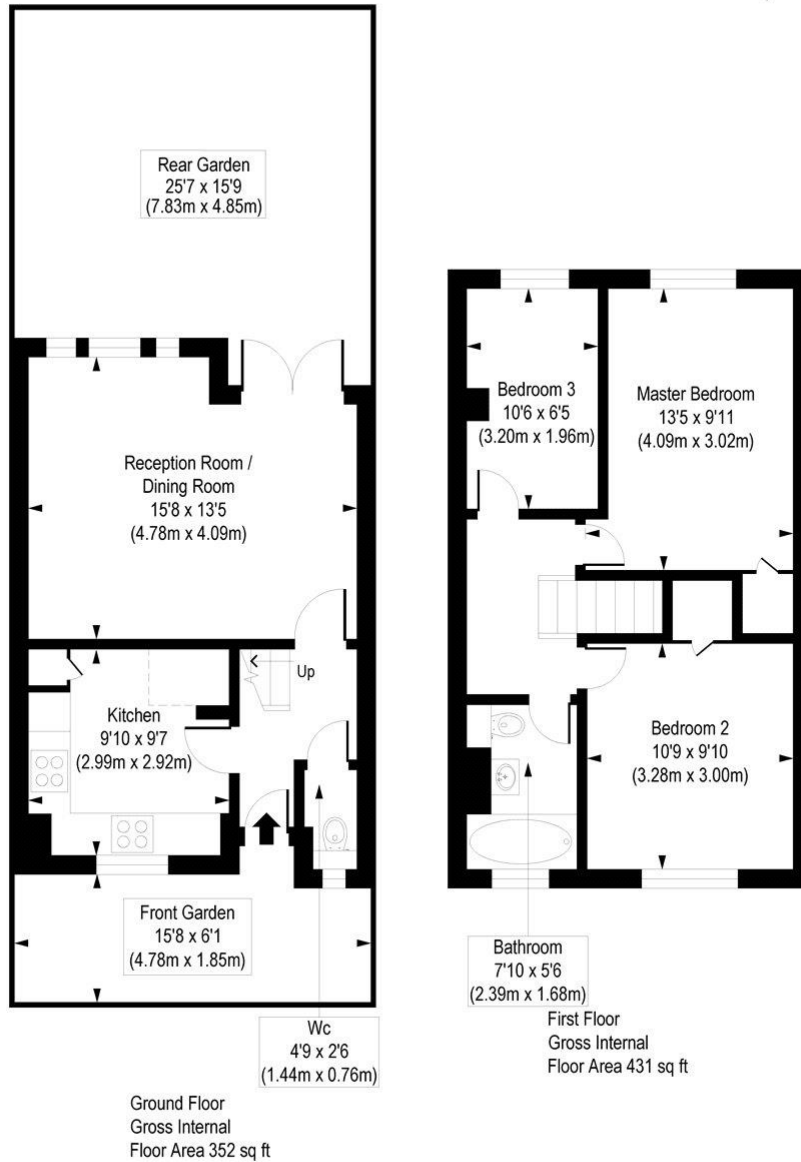 Rear Garden
25'7 x 15'9
(7.83m x 4.85m)
Reception Room /
Dining Room
15'8 x 13'5
(4.78m x 4.09m)
Up
Kitchen
9'10 x 9'7
(2.99m x 2.92m)
Front Garden
15'8 x 6'1
(4.78m x 1.85m)
Wc
4'9 x 2'6
(1.44m x 0.76m)
Ground Floor
Gross Internal
Floor Area 352 sq ft
Bedroom 3
10'6 x 6'5
(3.20m x 1.96m)
Master Bedroom
13'5 x 9'11
(4.09m x 3.02m)
Bedroom 2
10'9 x 9'10
(3.28m x 3.00m)
Bathroom
7'10 x 5'6
(2.39m x 1.68m)
First Floor
Gross Internal
Floor Area 431 sq ft